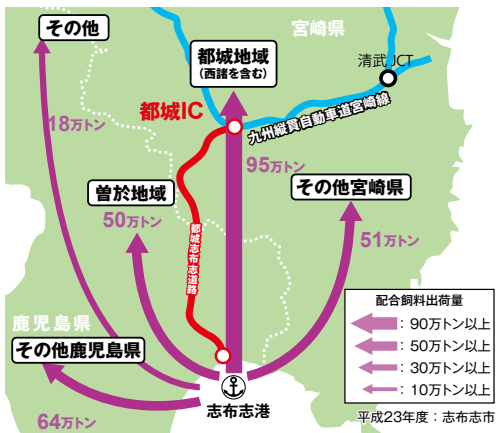 その他
宮崎県
都城地域
（西諸を含む）
清武JCT
都城IC
九州縦貫自動車道宮崎線
18万トン
95万トン
曽於地域
その他宮崎県
50万トン
51万トン
都城志布志道路
鹿児島県
その他鹿児島県
64万トン
志布志港
配合飼料出荷量
：90万トン以上
：50万トン以上
：30万トン以上
：10万トン以上
平成23年度：志布志市